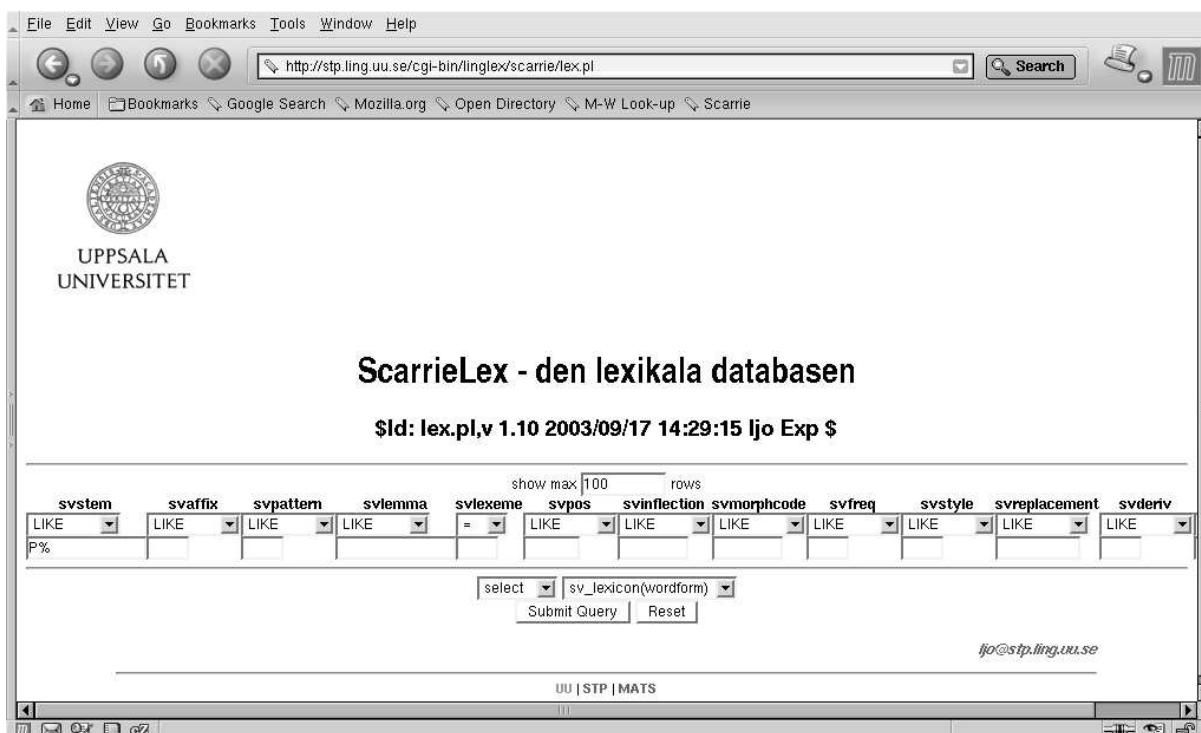 File Edit View Go Bookmarks Tools Window Help
http://stp.ling.uu.se/cgi-bin/linglex/scarrie/lex.pl Search
Home Bookmarks Google Search Mozilla.org Open Directory M-W Look-up Scarrie
UPPSALA
UNIVERSITET
ScarrieLex - den lexikala databasen
$Id: lex.pl,v 1.10 2003/09/17 14:29:15 ljo Exp $
show max 100 rows
svstem svaffix svpattern svlemma svlexeme svpos svinflection svmorphcode svfreq svstyle svreplacement svderiv
LIKE LIKE LIKE LIKE = LIKE LIKE LIKE LIKE LIKE LIKE LIKE
P%
select sv_lexicon(wordform)
Submit Query Reset
ljo@stp.ling.uu.se
UU | STP | MATS